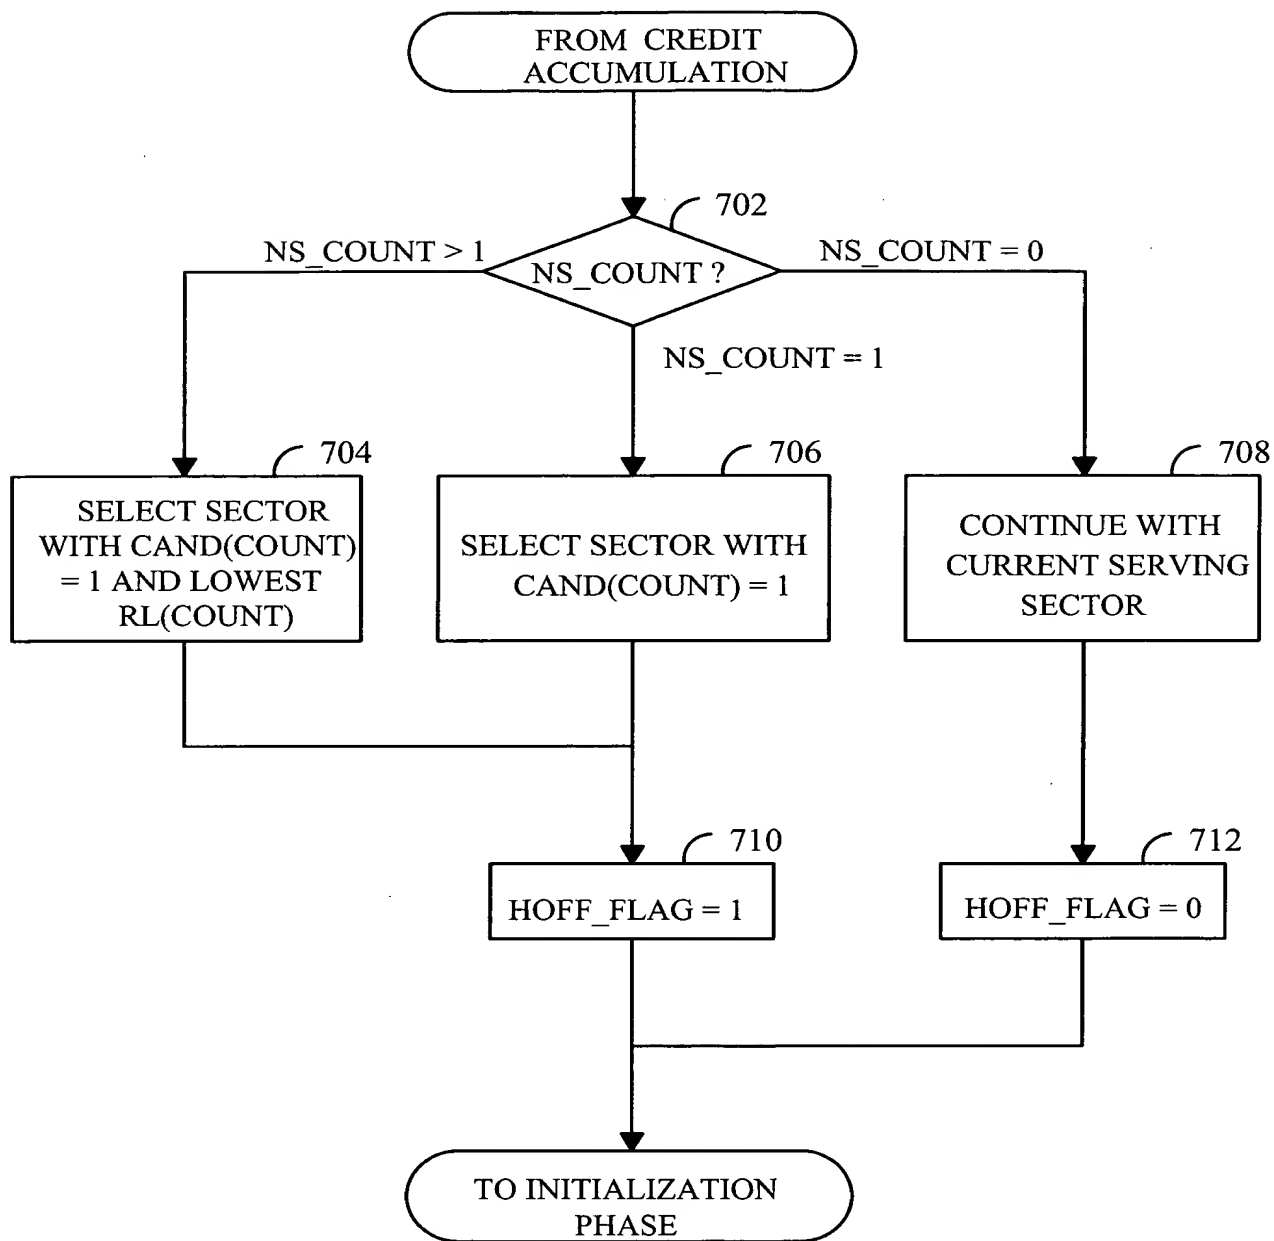 FROM CREDIT
ACCUMULATION
702
NS_COUNT > 1
NS_COUNT ?
NS_COUNT = 0
NS_COUNT = 1
704
SELECT SECTOR
WITH CAND(COUNT)
= 1 AND LOWEST
RL(COUNT)
706
SELECT SECTOR WITH
CAND(COUNT) = 1
708
CONTINUE WITH
CURRENT SERVING
SECTOR
710
HOFF_FLAG = 1
712
HOFF_FLAG = 0
TO INITIALIZATION
PHASE